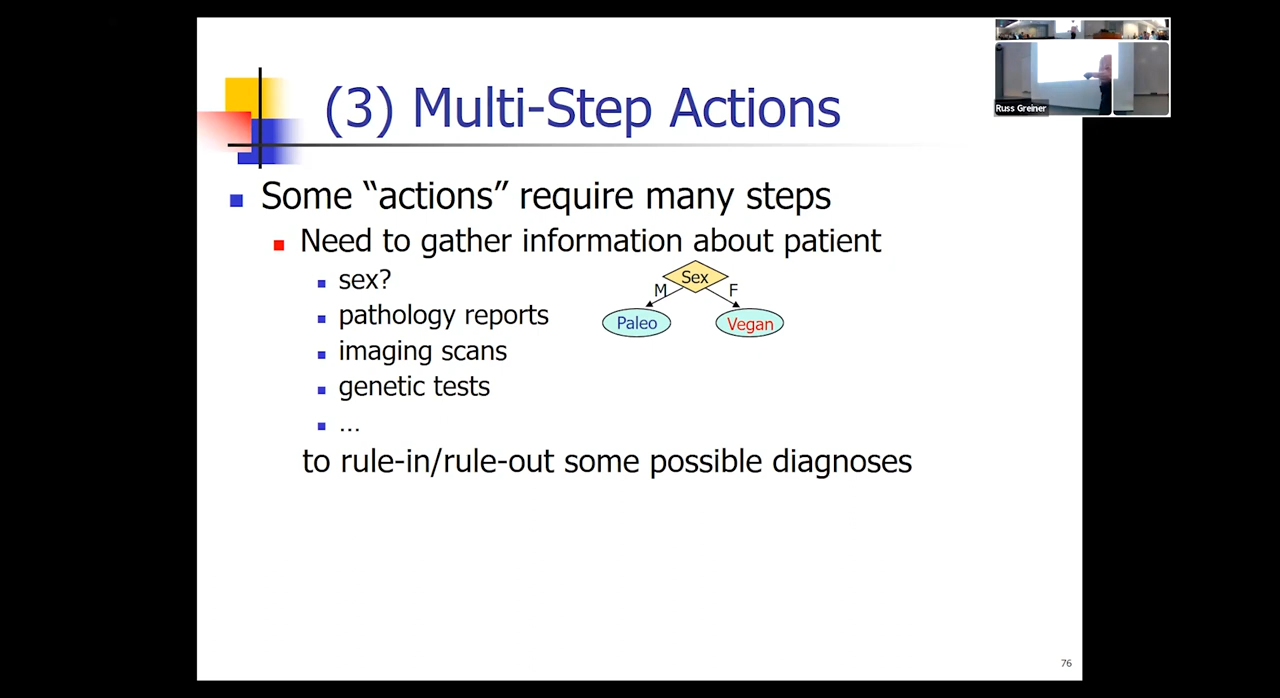 (3) Multi-Step Actions
Russ Greiner
Some “actions” require many steps
Need to gather information about patient
sex?
pathology reports
imaging scans
genetic tests
...
Sex
M
F
Paleo
Vegan
to rule-in/rule-out some possible diagnoses
76